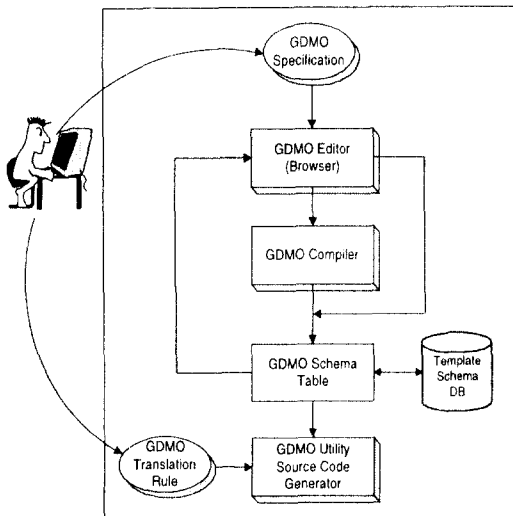 GDMO
Specification
GDMO Editor
(Browser)
GDMO Compiler
GDMO Schema
Table
Template
Schema
DB
GDMO
Translation
Rule
GDMO Utility
Source Code
Generator